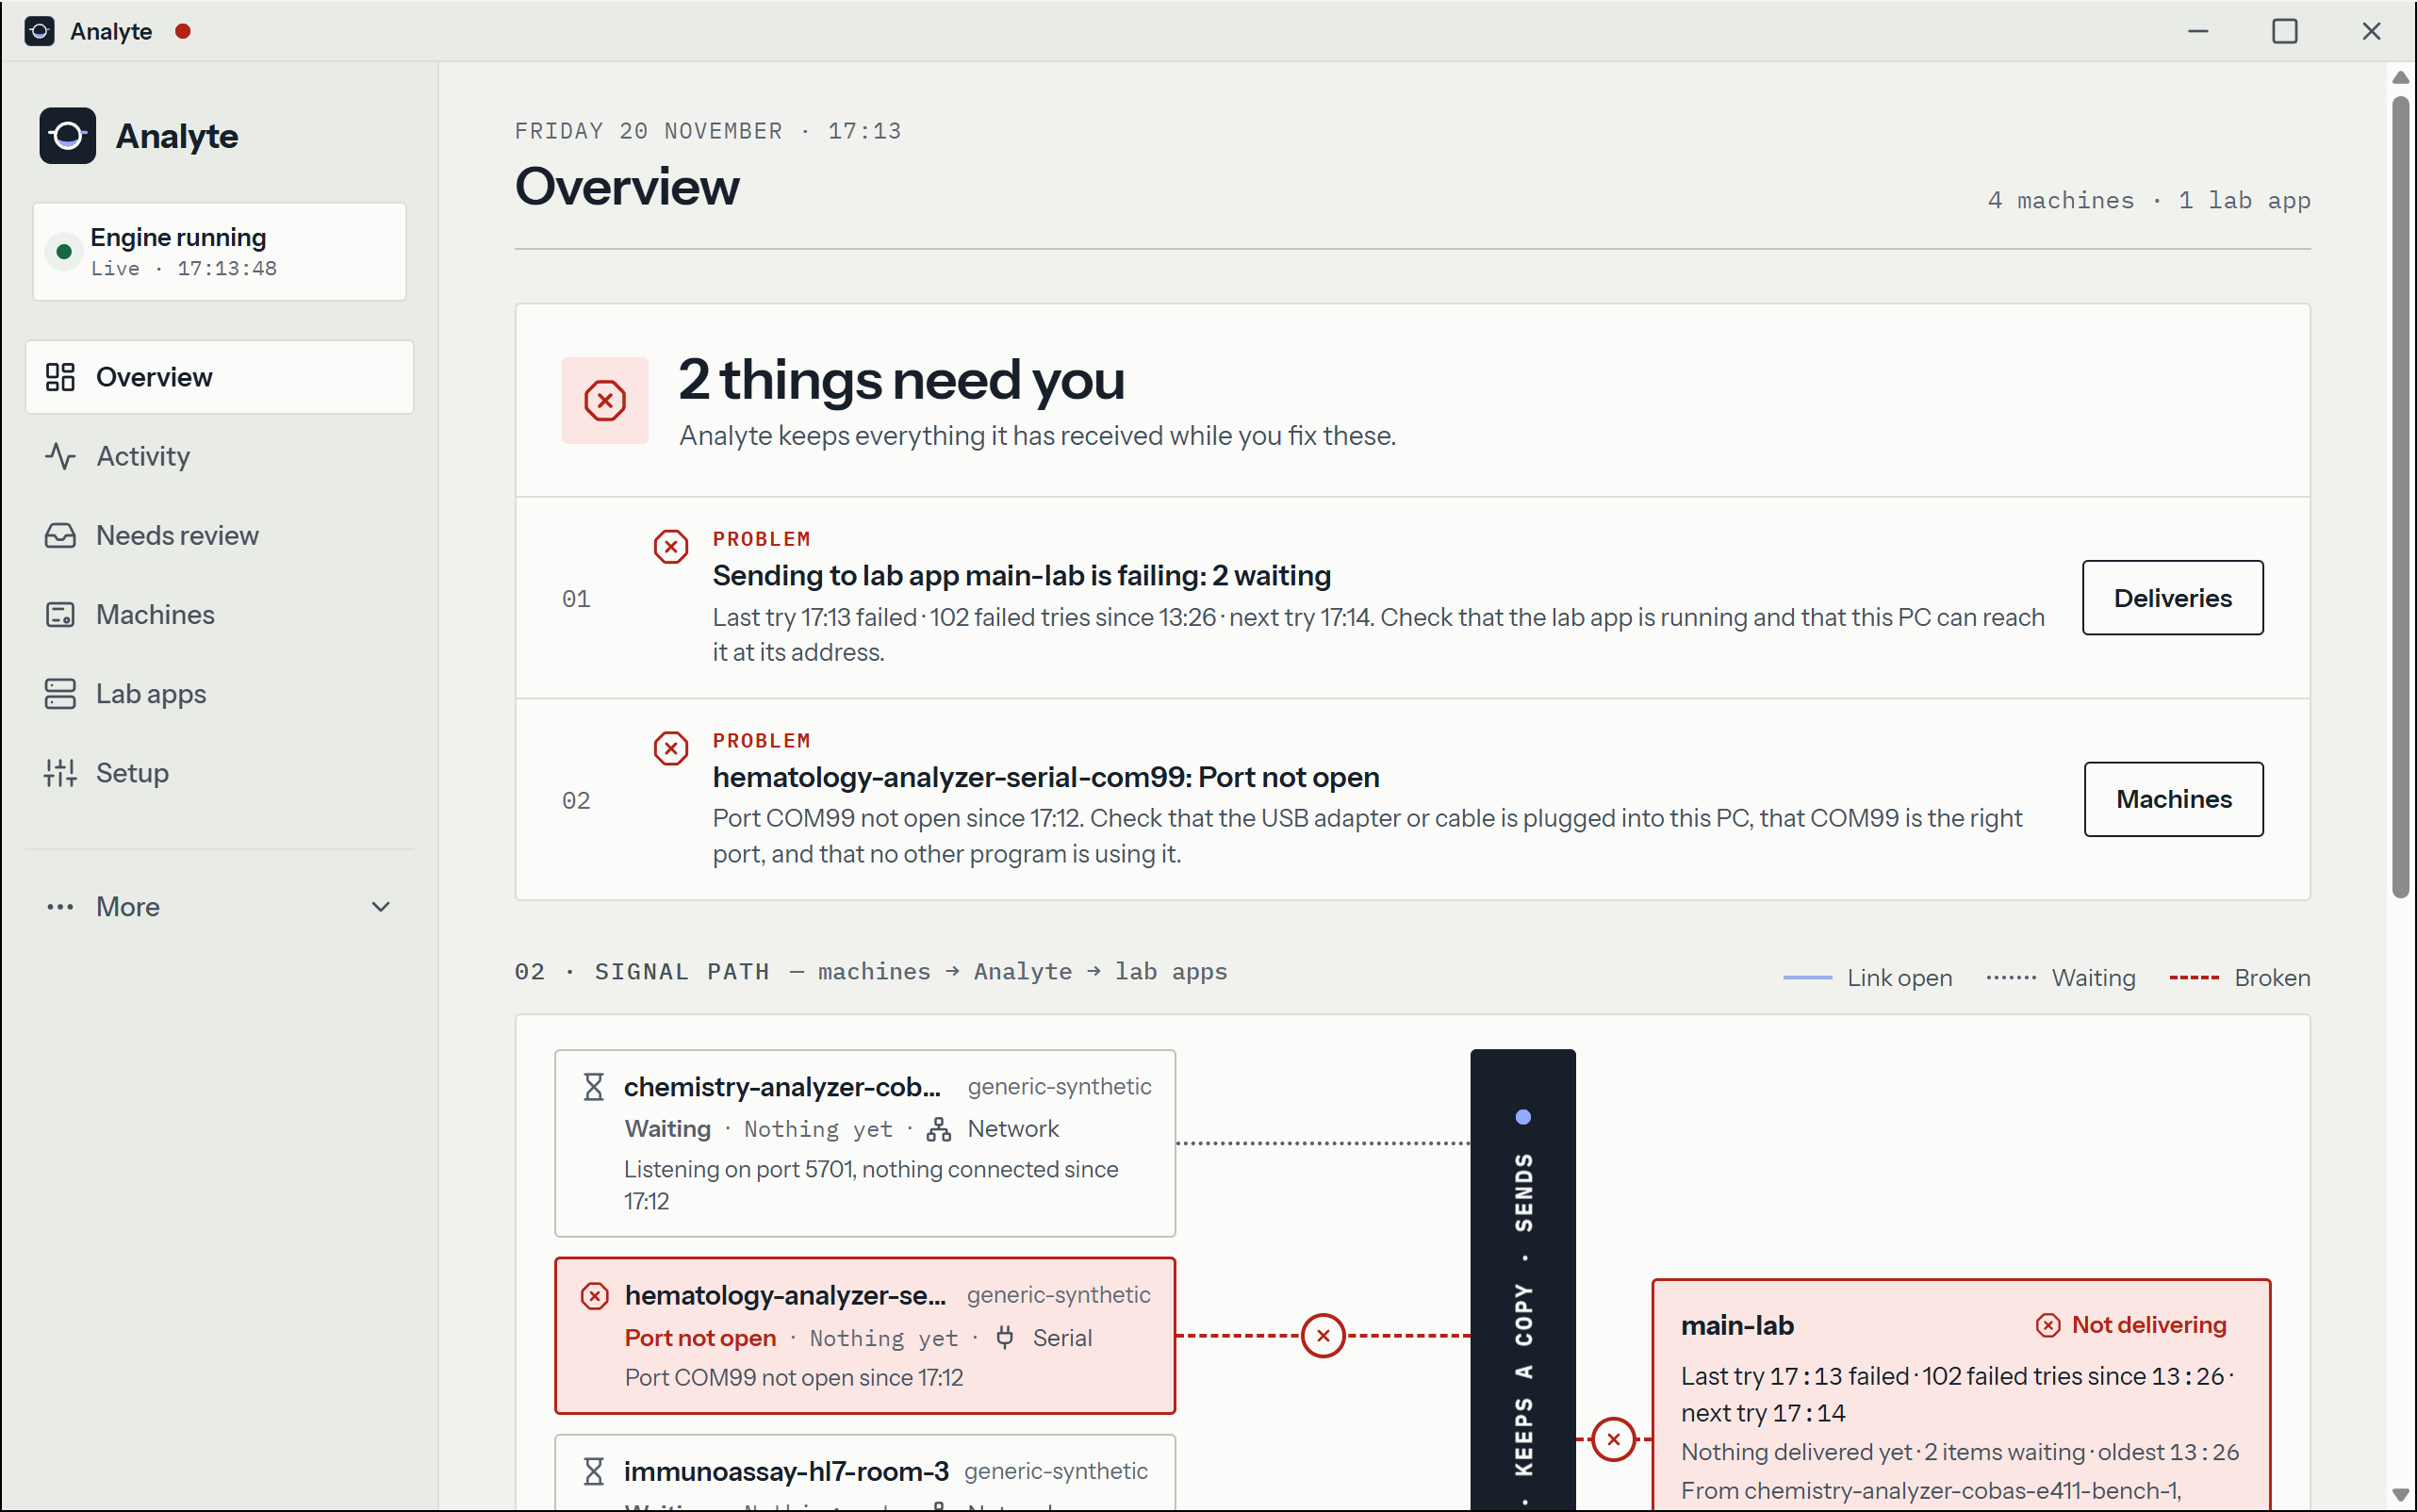 Analyte
Analyte
Engine running
Live · 17:13:48
Overview
Activity
Needs review
Machines
Lab apps
Setup
More
FRIDAY 20 NOVEMBER · 17:13
Overview
4 machines · 1 lab app
2 things need you
Analyte keeps everything it has received while you fix these.
01
PROBLEM
Sending to lab app main-lab is failing: 2 waiting
Last try 17:13 failed · 102 failed tries since 13:26 · next try 17:14. Check that the lab app is running and that this PC can reach
it at its address.
Deliveries
02
PROBLEM
hematology-analyzer-serial-com99: Port not open
Port COM99 not open since 17:12. Check that the USB adapter or cable is plugged into this PC, that COM99 is the right
port, and that no other program is using it.
Machines
02 · SIGNAL PATH — machines → Analyte → lab apps
Link open
Waiting
Broken
chemistry-analyzer-cob... generic-synthetic
Waiting · Nothing yet · Network
Listening on port 5701, nothing connected since
17:12
hematology-analyzer-se... generic-synthetic
Port not open · Nothing yet · Serial
Port COM99 not open since 17:12
immunoassay-hl7-room-3 generic-synthetic
· KEEPS A COPY · SENDS
main-lab
Not delivering
Last try 17:13 failed · 102 failed tries since 13:26 ·
next try 17:14
Nothing delivered yet · 2 items waiting · oldest 13:26
From chemistry-analyzer-cobas-e411-bench-1,